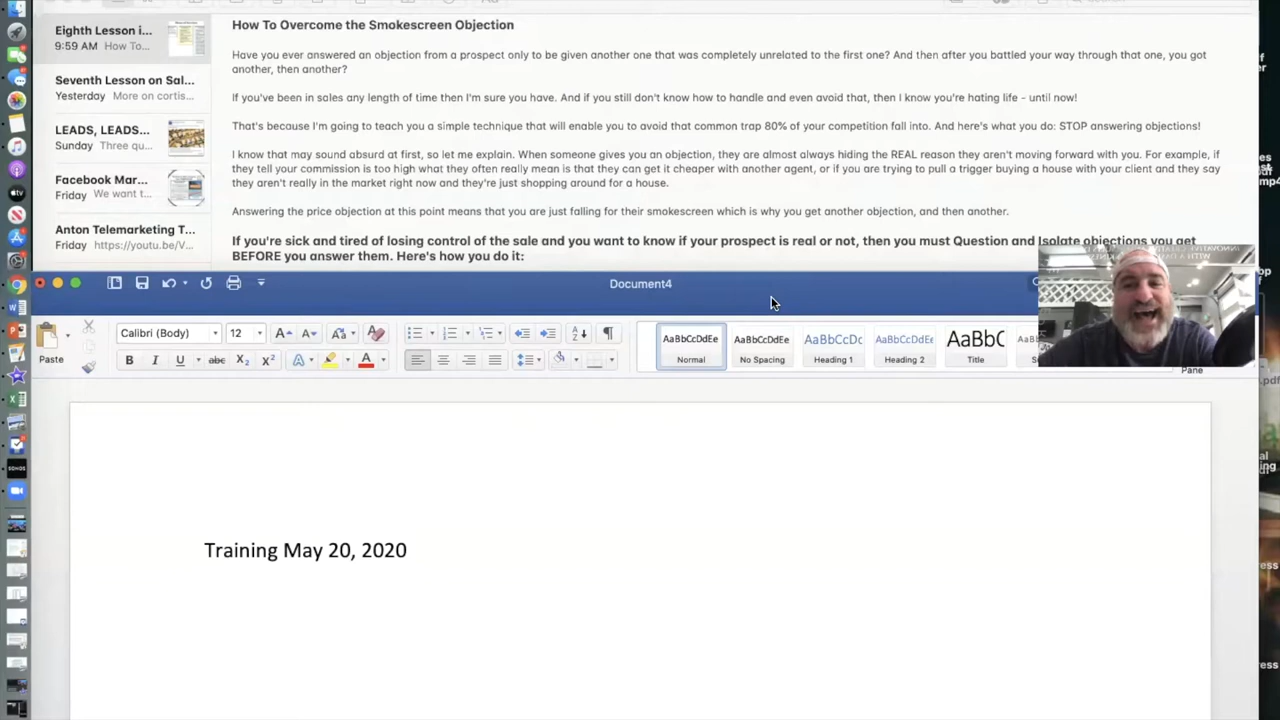 How To Overcome the Smokescreen Objection
Eighth Lesson i...
9:59 AM How To...
Seventh Lesson on Sal...
Yesterday More on cortis...
LEADS, LEADS...
Sunday Three qu...
Facebook Mar...
Friday We want t...
Anton Telemarketing T...
Friday https://youtu.be/V...
Have you ever answered an objection from a prospect only to be given another one that was completely unrelated to the first one? And then after you battled your way through that one, you got
another, then another?
If you've been in sales any length of time then I'm sure you have. And if you still don't know how to handle and even avoid that, then I know you're hating life - until now!
That's because I'm going to teach you a simple technique that will enable you to avoid that common trap 80% of your competition fall into. And here's what you do: STOP answering objections!
I know that may sound absurd at first, so let me explain. When someone gives you an objection, they are almost always hiding the REAL reason they aren't moving forward with you. For example, if
they tell your commission is too high what they often really mean is that they can get it cheaper with another agent, or if you are trying to pull a trigger buying a house with your client and they say
they aren't really in the market right now and they're just shopping around for a house.
Answering the price objection at this point means that you are just falling for their smokescreen which is why you get another objection, and then another.
If you're sick and tired of losing control of the sale and you want to know if your prospect is real or not, then you must Question and Isolate objections you get
BEFORE you answer them. Here's how you do it:
Document4
Paste
Calibri (Body)
12
AaBbCcDdEe
Normal
AaBbCcDdEe
No Spacing
AaBbCcDc
Heading 1
AaBbCcDdEe
Heading 2
AaBbC
Title
Pane
Training May 20, 2020
tv
SONOS
.pdf
ress
ress